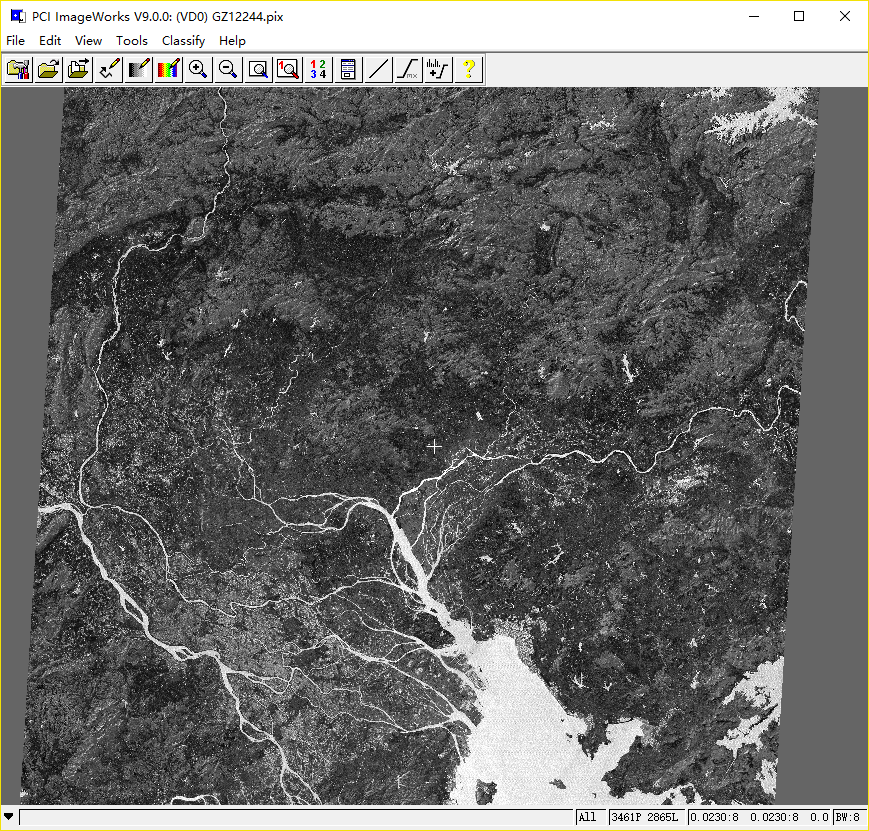 PCI ImageWorks V9.0.0: (VD0) GZ12244.pix
File Edit View Tools Classify Help
1 2
3 4
?
All 3461P 2865L 0.0230:8 0.0230:8 0.0 BW:8